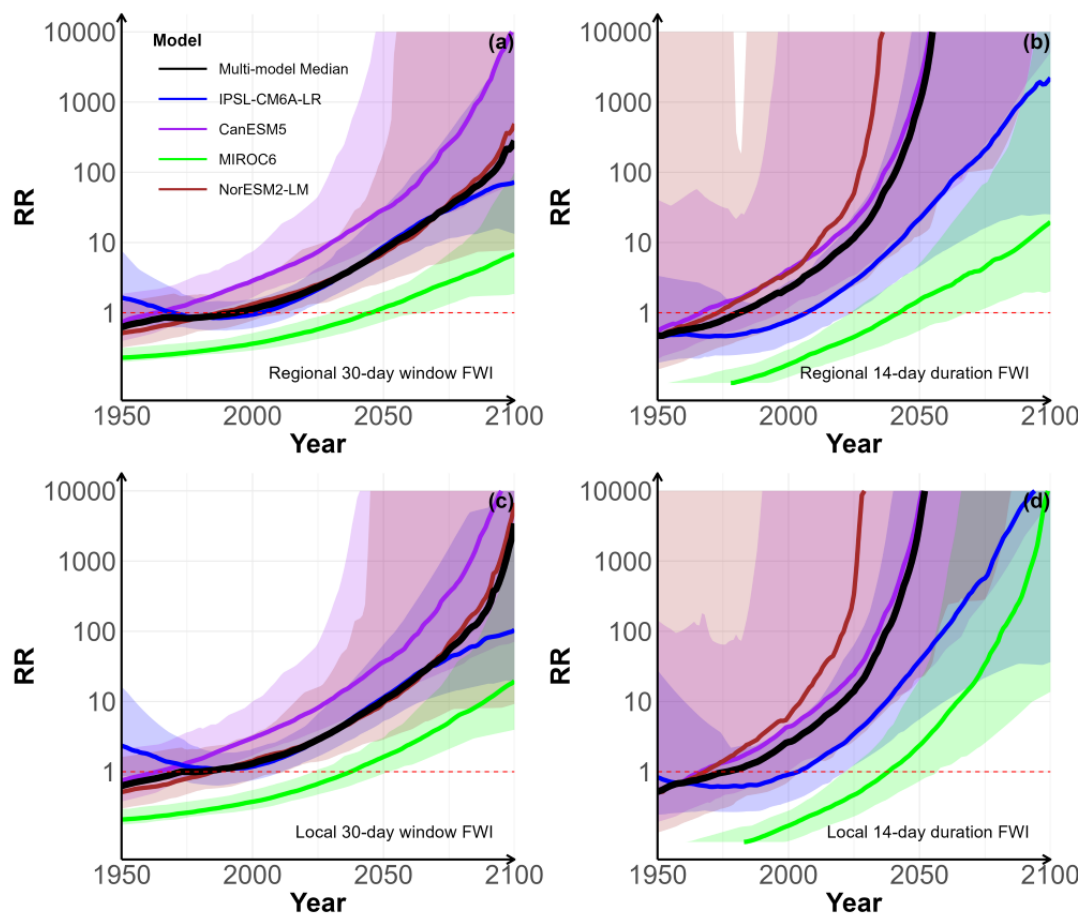 10000
1000
100
10
1
RR
Model
Multi-model Median
IPSL-CM6A-LR
CanESM5
MIROC6
NorESM2-LM
(a)
Regional 30-day window FWI
1950 2000 2050 2100
Year
10000
1000
100
10
1
RR
(b)
Regional 14-day duration FWI
1950 2000 2050 2100
Year
10000
1000
100
10
1
RR
(c)
Local 30-day window FWI
1950 2000 2050 2100
Year
10000
1000
100
10
1
RR
(d)
Local 14-day duration FWI
1950 2000 2050 2100
Year